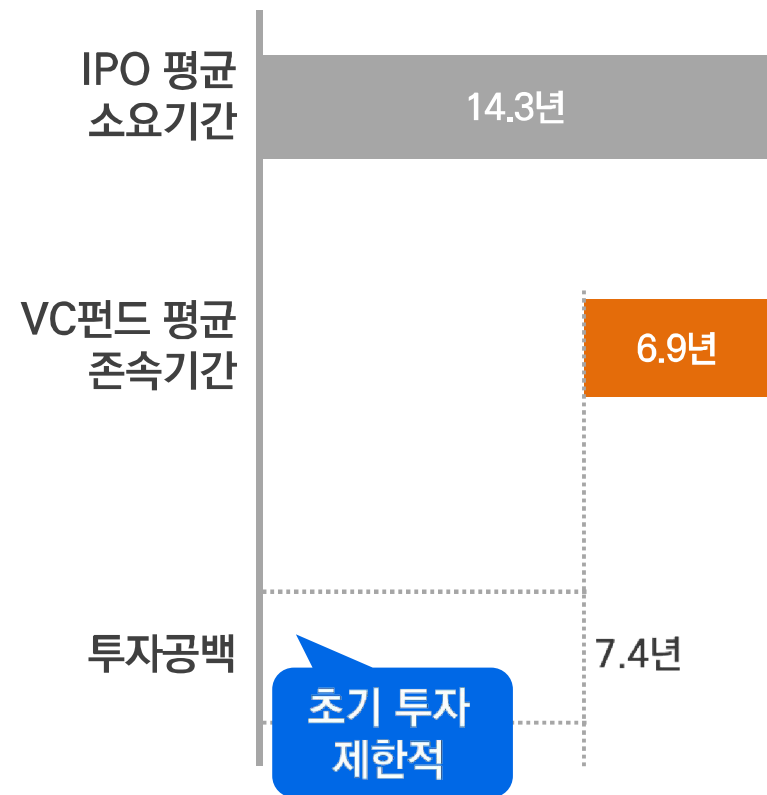 IPO 평균
소요기간
14.3년
VC펀드 평균
존속기간
6.9년
투자공백
7.4년
초기 투자
제한적